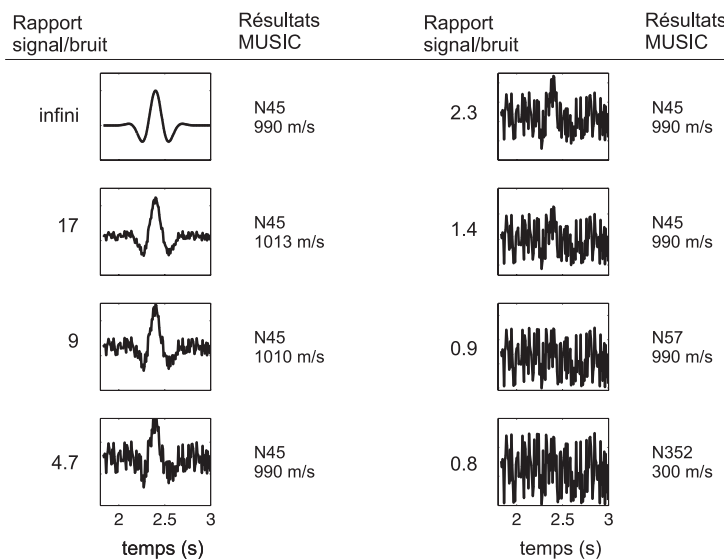 Rapport
signal/bruit
Résultats
MUSIC
Rapport
signal/bruit
Résultats
MUSIC
infini
N45
990 m/s
17
N45
1013 m/s
9
N45
1010 m/s
4.7
N45
990 m/s
2
2.5
3
temps (s)
2.3
N45
990 m/s
1.4
N45
990 m/s
0.9
N57
990 m/s
0.8
N352
300 m/s
2
2.5
3
temps (s)